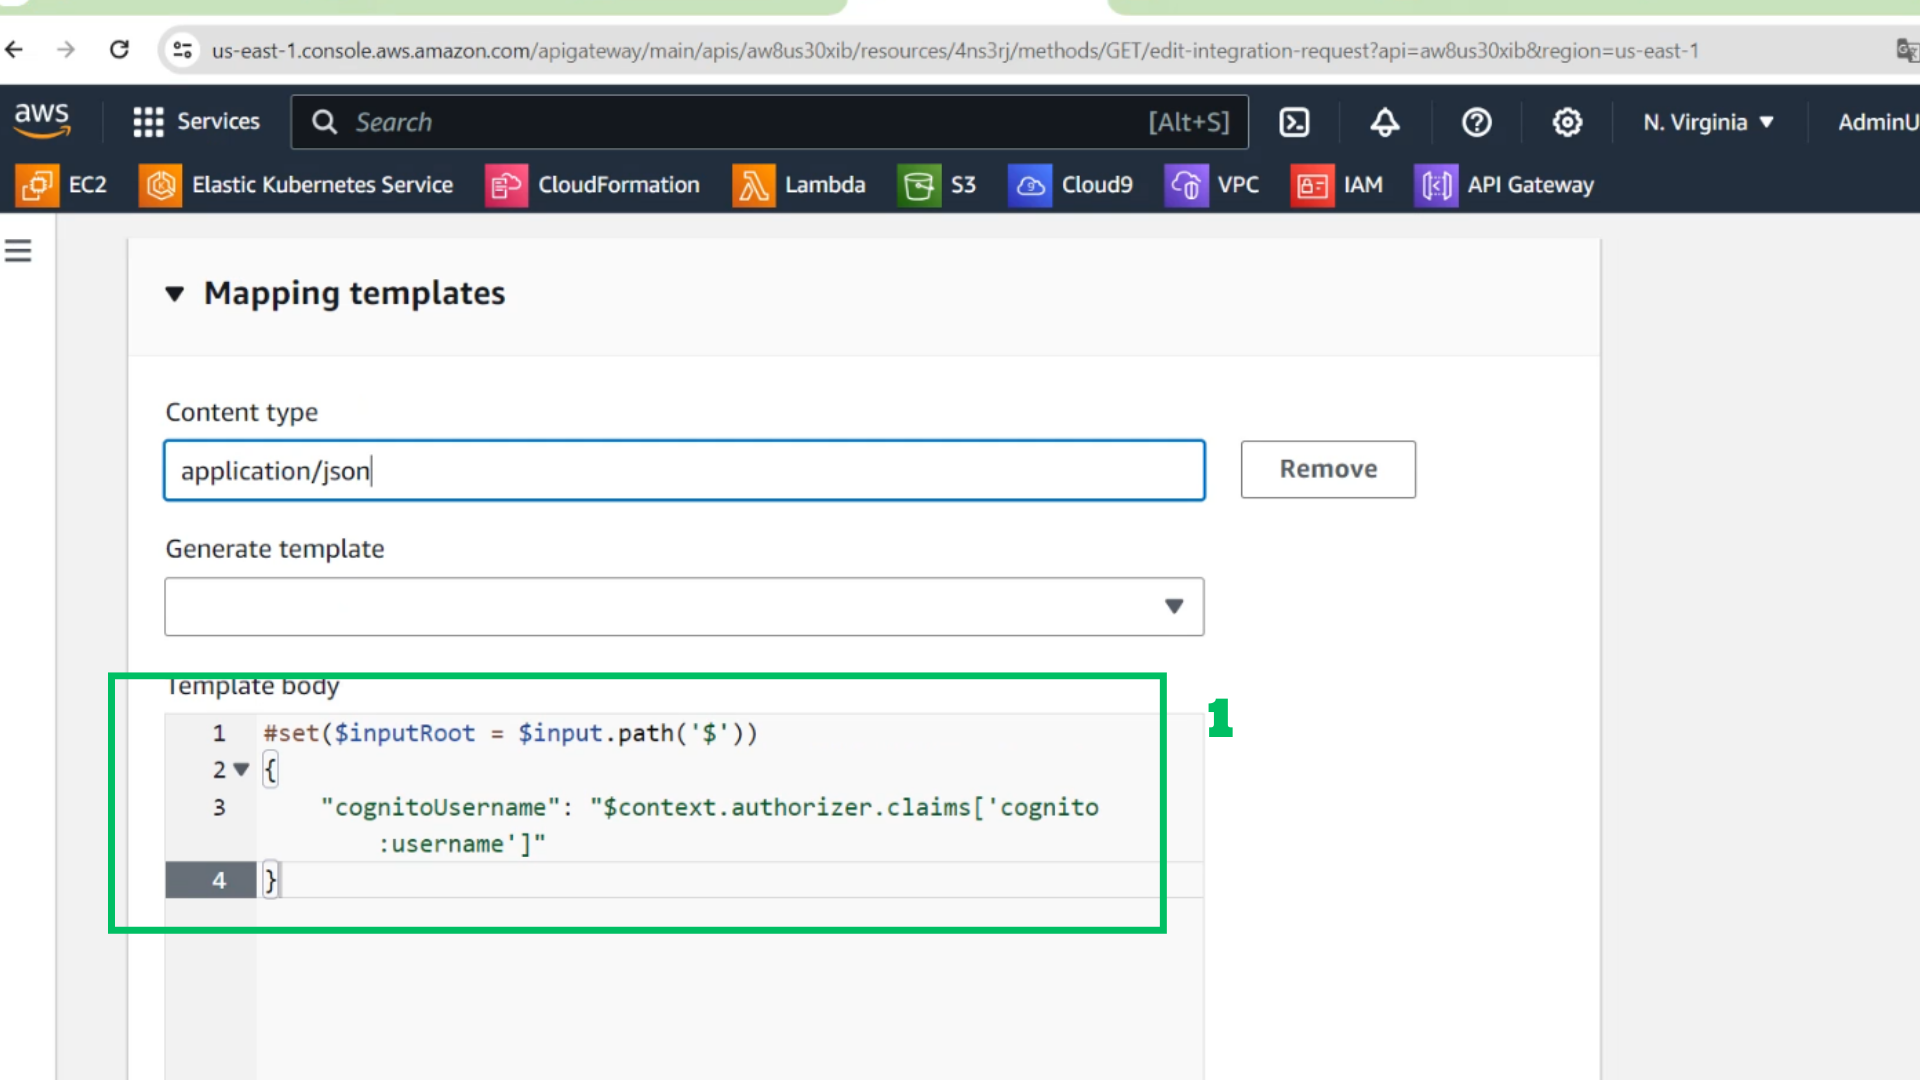 us-east-1.console.aws.amazon.com/apigateway/main/apis/aw8us30xib/resources/4ns3rj/methods/GET/edit-integration-request?api=aw8us30xib&region=us-east-1
aws
Services
Search
[Alt+S]
N. Virginia
AdminU
EC2
Elastic Kubernetes Service
CloudFormation
Lambda
S3
Cloud9
VPC
IAM
API Gateway
Mapping templates
Content type
application/json
Remove
Generate template
Template body
1
1 #set($inputRoot = $input.path('$'))
2 {
3 "cognitoUsername": "$context.authorizer.claims['cognito
:username']"
4 }